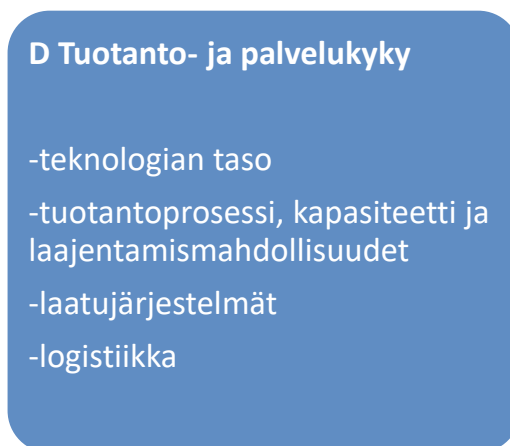 D Tuotanto- ja palvelukyky
-teknologian taso
-tuotantoprosessi, kapasiteetti ja
laajentamismahdollisuudet
-laatujärjestelmät
-logistiikka